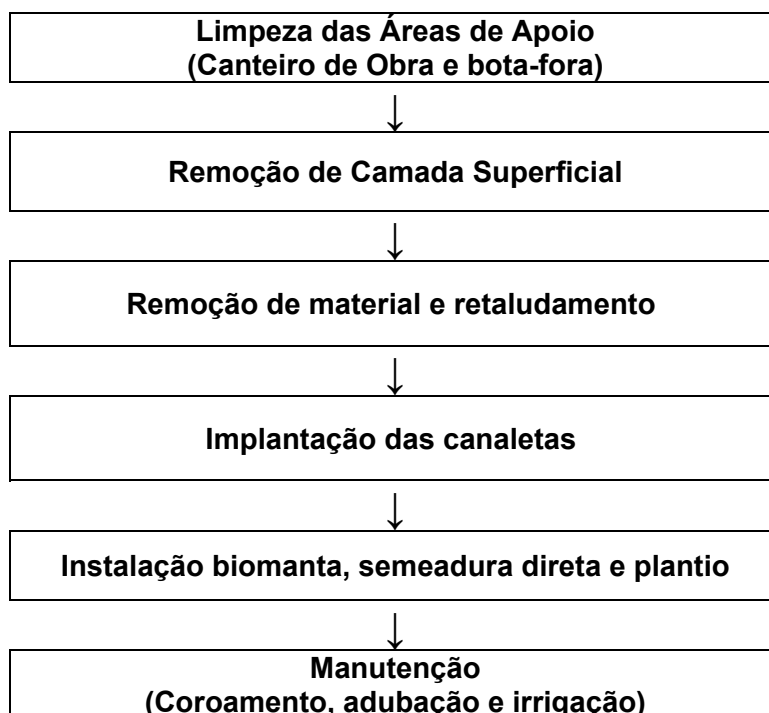 Limpeza das Áreas de Apoio
(Canteiro de Obra e bota-fora)
↓
Remoção de Camada Superficial
↓
Remoção de material e retaludamento
↓
Implantação das canaletas
↓
Instalação biomanta, semeadura direta e plantio
↓
Manutenção
(Coroamento, adubação e irrigação)